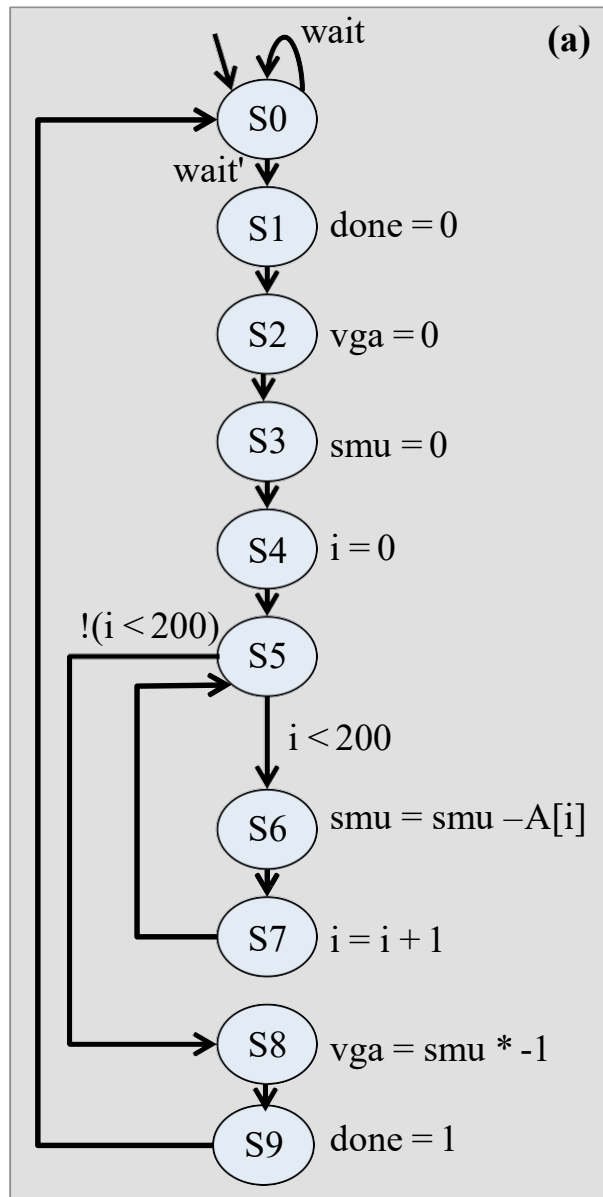 wait
(a)
S0
wait'
S1 done = 0
S2 vga = 0
S3 smu = 0
S4 i = 0
!(i < 200)
S5
i < 200
S6 smu = smu –A[i]
S7 i = i + 1
S8 vga = smu * -1
S9 done = 1